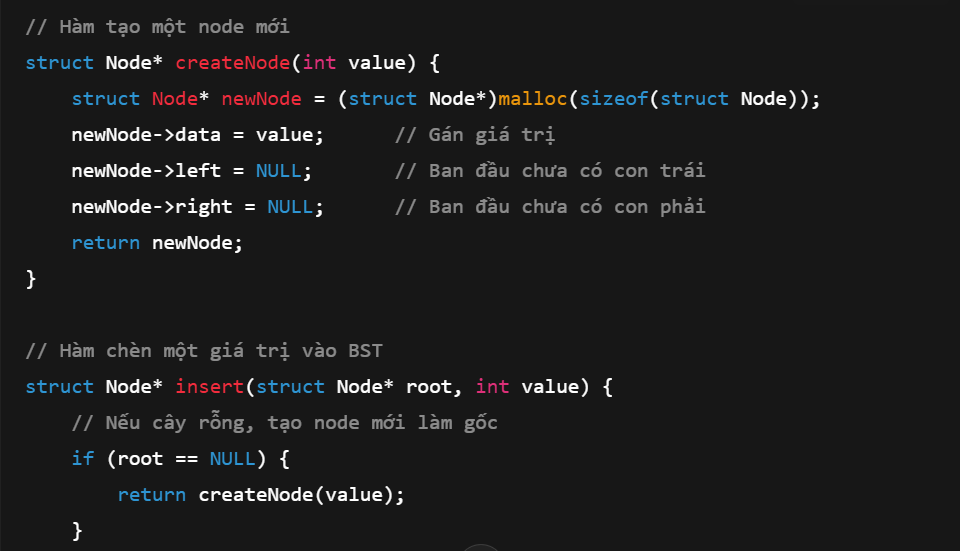 // Hàm tạo một node mới
struct Node* createNode(int value) {
    struct Node* newNode = (struct Node*)malloc(sizeof(struct Node));
    newNode->data = value;      // Gán giá trị
    newNode->left = NULL;       // Ban đầu chưa có con trái
    newNode->right = NULL;      // Ban đầu chưa có con phải
    return newNode;
}

// Hàm chèn một giá trị vào BST
struct Node* insert(struct Node* root, int value) {
    // Nếu cây rỗng, tạo node mới làm gốc
    if (root == NULL) {
        return createNode(value);
    }